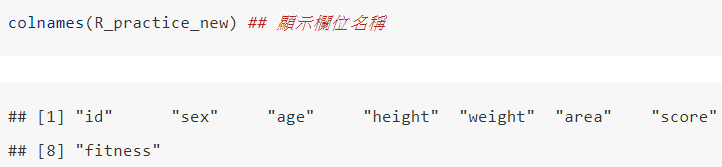 colnames(R_practice_new) ## 顯示欄位名稱
## [1] "id"      "sex"     "age"     "height"  "weight"  "area"    "score"
## [8] "fitness"